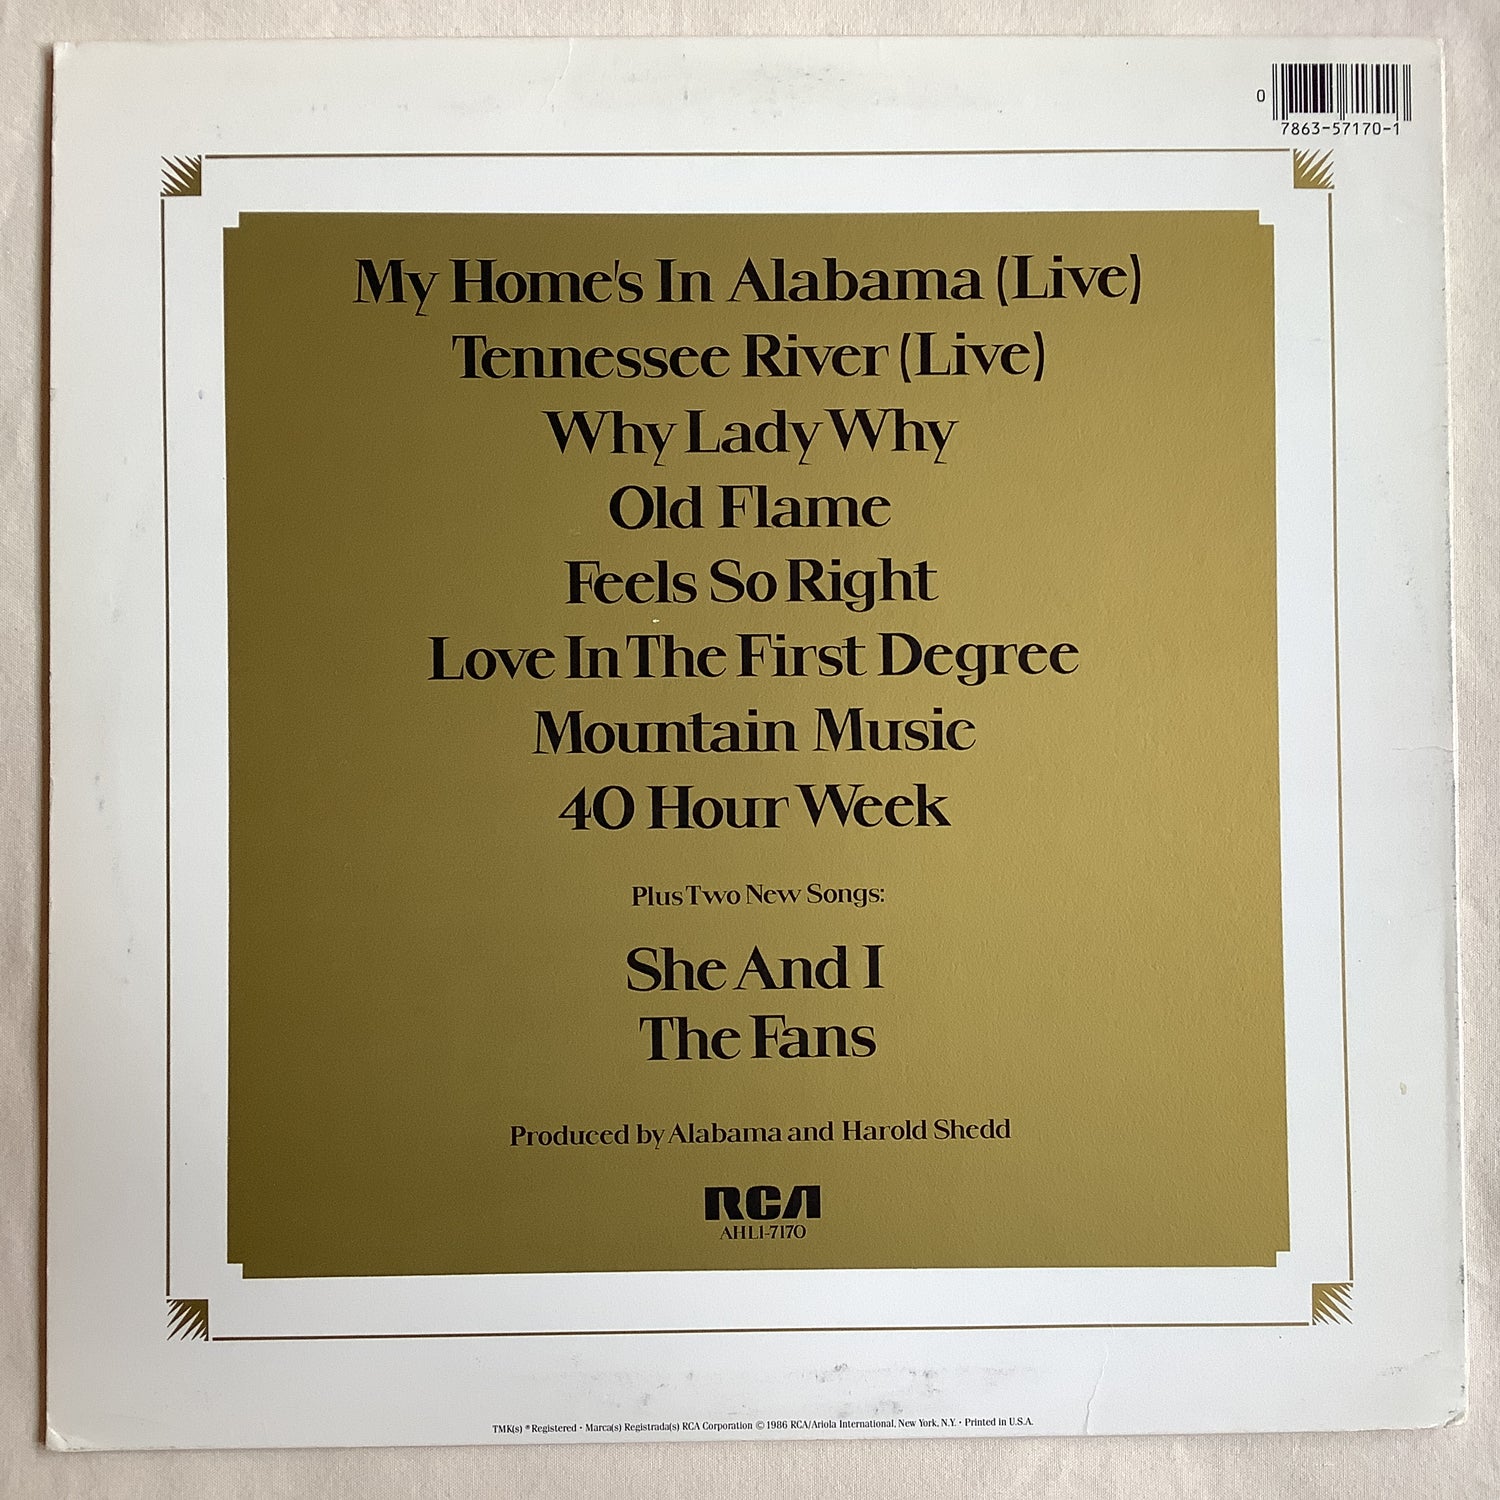 0
7863-57170-1
My Home's In Alabama (Live)
Tennessee River (Live)
Why Lady Why
Old Flame
Feels So Right
Love In The First Degree
Mountain Music
40 Hour Week
Plus Two New Songs:
She And I
The Fans
Produced by Alabama and Harold Shedd
RCA
AHL1-7170
TMK(s) ® Registered • Marca(s) Registrada(s) RCA Corporation © 1986 RCA/Ariola International, New York, N.Y. • Printed in U.S.A.